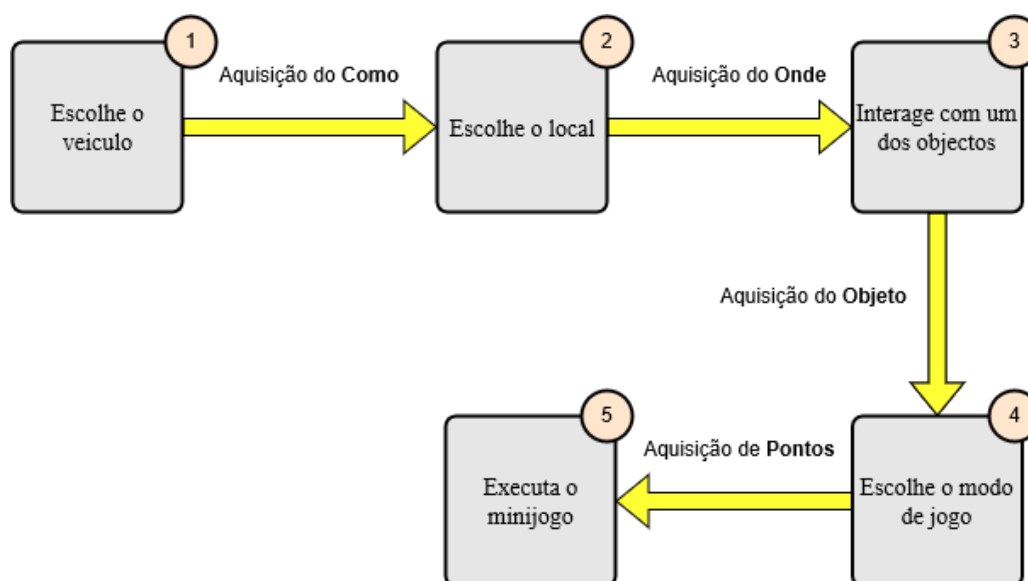 1
Escolhe o
veiculo
Aquisição do Como
2
Escolhe o local
Aquisição do Onde
3
Interage com um
dos objectos
Aquisição do Objeto
4
Escolhe o modo
de jogo
Aquisição de Pontos
5
Executa o
minijogo